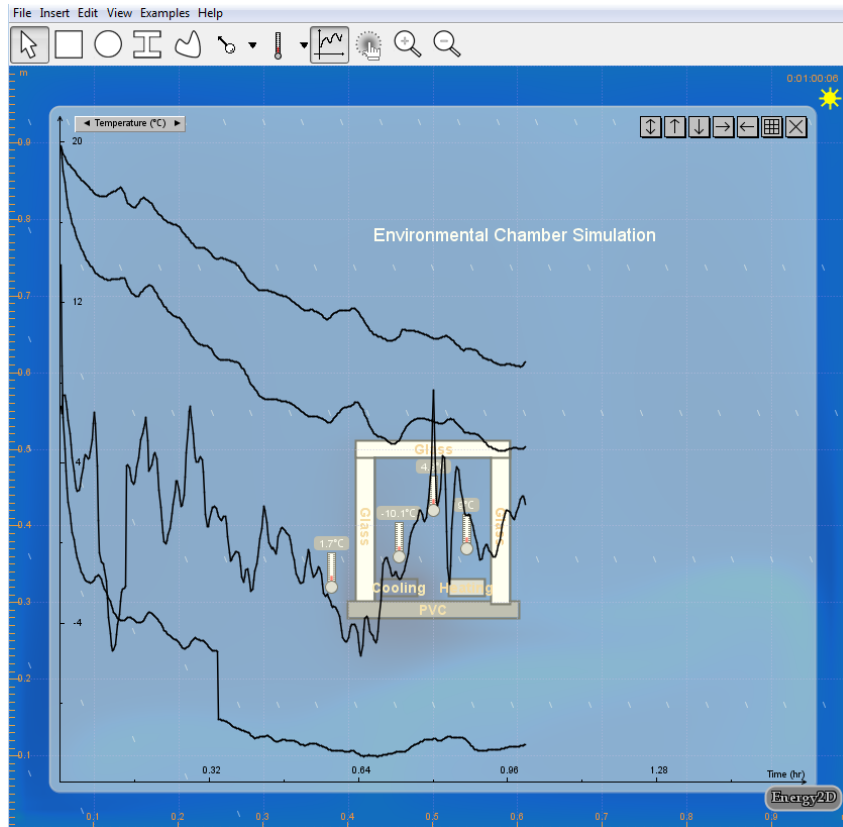 File Insert Edit View Examples Help
m
0:01:00:06
◄ Temperature (°C) ►
20
0.9
0.8
Environmental Chamber Simulation
0.7
12
0.6
0.5
Glass
4
0.4
-10.1°C
9°C
Glass
Glass
1.7°C
0.3
Cooling
PVC
-4
0.2
0.1
0.32
0.64
0.96
1.28
Time (hr)
Energy2D
0.1
0.2
0.3
0.4
0.5
0.6
0.7
0.8
0.9